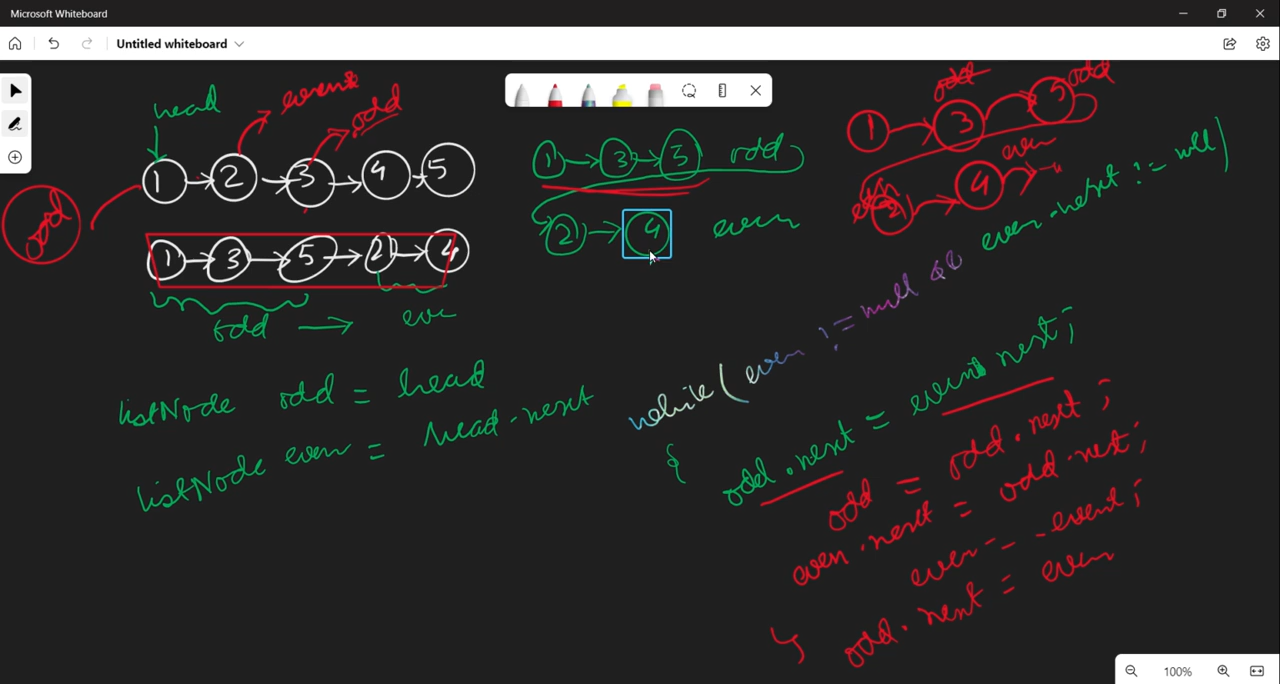 Microsoft Whiteboard
Untitled whiteboard
head
even
odd
odd
1 → 2 → 3 → 4 → 5
1 → 3 → 5 → 2 → 4
odd → eve
1 → 3 → 3 odd
2 → 4 even
odd odd
1 → 3 → 5
even
2 → 4 →
listNode odd = head
listNode even = head.next
while(even != null && even.next != null)
{
odd.next = even.next;
odd = odd.next;
even.next = odd.next;
even = .event;
odd.next = even
}
100%